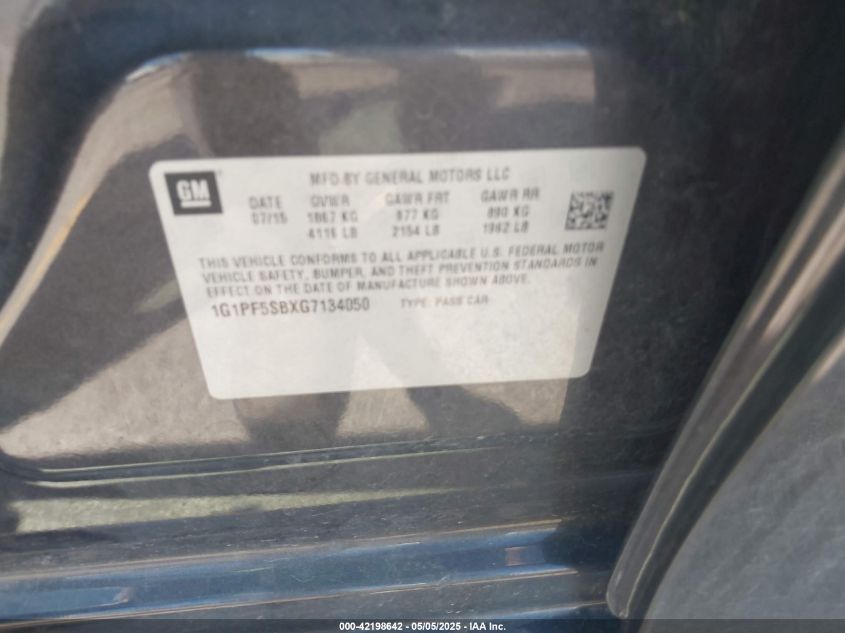 GM
MFD BY GENERAL MOTORS LLC
DATE GVWR GAWR FRT GAWR RR
07/15 1867 KG 977 KG 890 KG
4116 LB 2154 LB 1962 LB
THIS VEHICLE CONFORMS TO ALL APPLICABLE U.S. FEDERAL MOTOR
VEHICLE SAFETY, BUMPER, AND THEFT PREVENTION STANDARDS IN
EFFECT ON THE DATE OF MANUFACTURE SHOWN ABOVE.
1G1PF5SBXG7134050 TYPE: PASS CAR
000-42198642 - 05/05/2025 - IAA Inc.